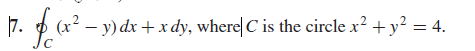 7. ∮_C (x² − y) dx + x dy, where C is the circle x² + y² = 4.